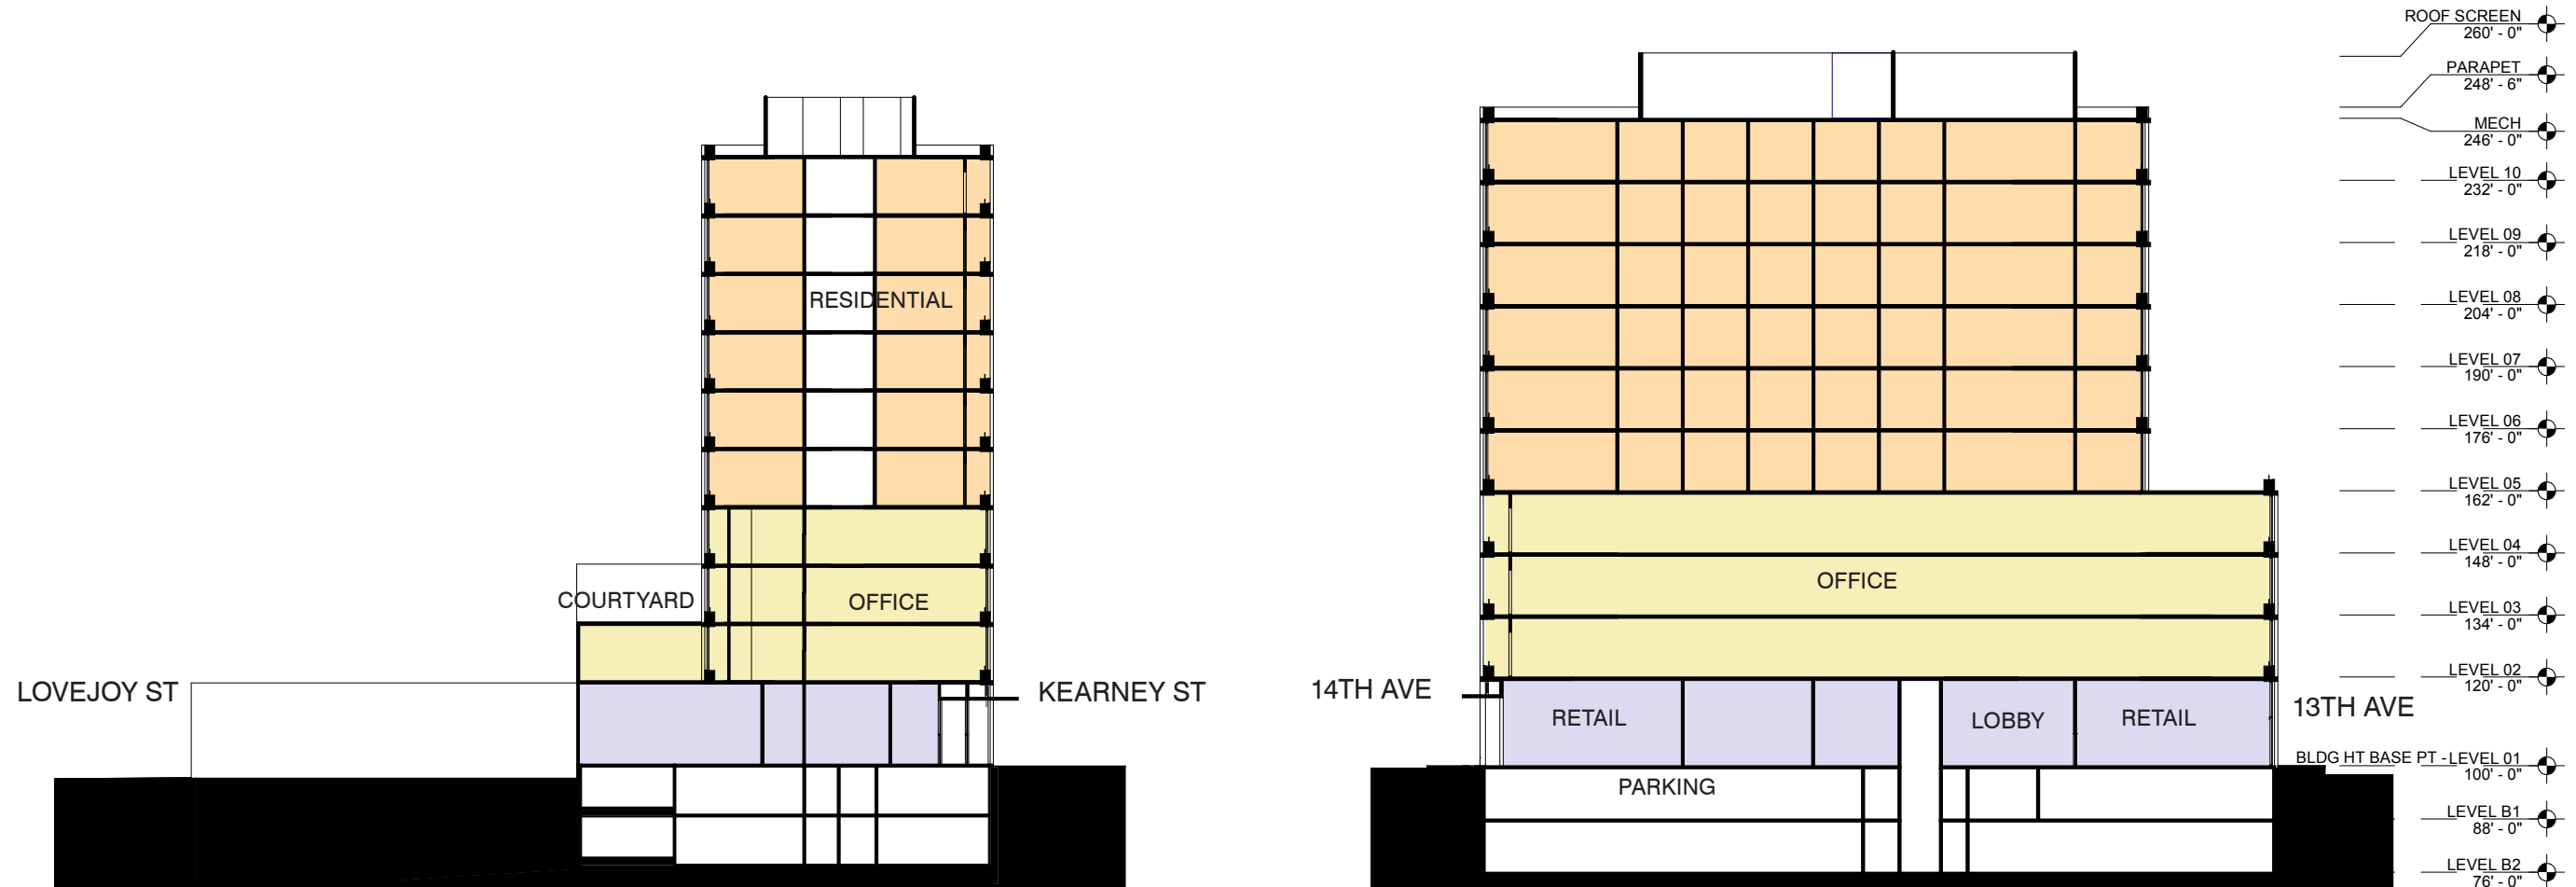 RESIDENTIAL
COURTYARD
OFFICE
LOVEJOY ST
KEARNEY ST
OFFICE
14TH AVE
RETAIL
LOBBY
RETAIL
13TH AVE
PARKING
ROOF SCREEN
260' - 0"
PARAPET
248' - 6"
MECH
246' - 0"
LEVEL 10
232' - 0"
LEVEL 09
218' - 0"
LEVEL 08
204' - 0"
LEVEL 07
190' - 0"
LEVEL 06
176' - 0"
LEVEL 05
162' - 0"
LEVEL 04
148' - 0"
LEVEL 03
134' - 0"
LEVEL 02
120' - 0"
BLDG HT BASE PT - LEVEL 01
100' - 0"
LEVEL B1
88' - 0"
LEVEL B2
76' - 0"